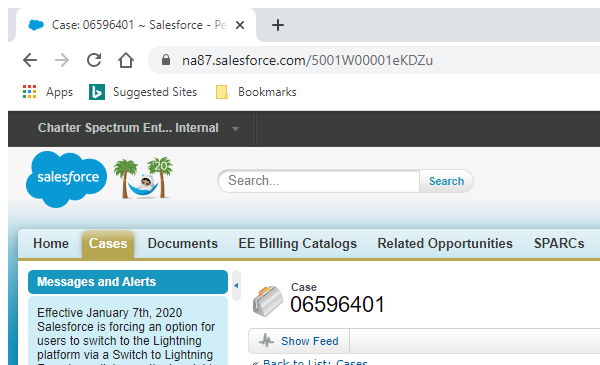 Case: 06596401 ~ Salesforce - Pe
na87.salesforce.com/5001W00001eKDZu
Apps Suggested Sites Bookmarks
Charter Spectrum Ent... Internal
salesforce
20
Search... Search
Home Cases Documents EE Billing Catalogs Related Opportunities SPARCs
Messages and Alerts
Effective January 7th, 2020
Salesforce is forcing an option for
users to switch to the Lightning
platform via a Switch to Lightning
Case
06596401
Show Feed
« Back to List: Cases